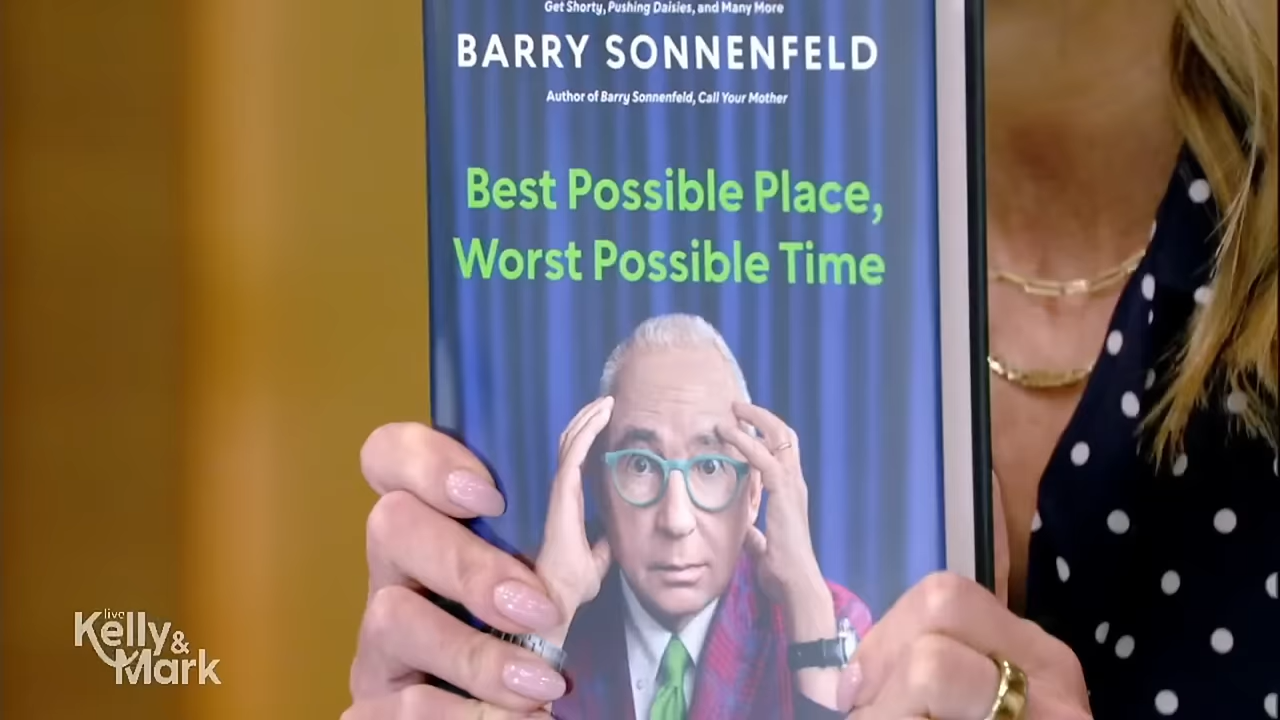 Get Shorty, Pushing Daisies, and Many More
BARRY SONNENFELD
Author of Barry Sonnenfeld, Call Your Mother
Best Possible Place,
Worst Possible Time
live
Kelly &
Mark